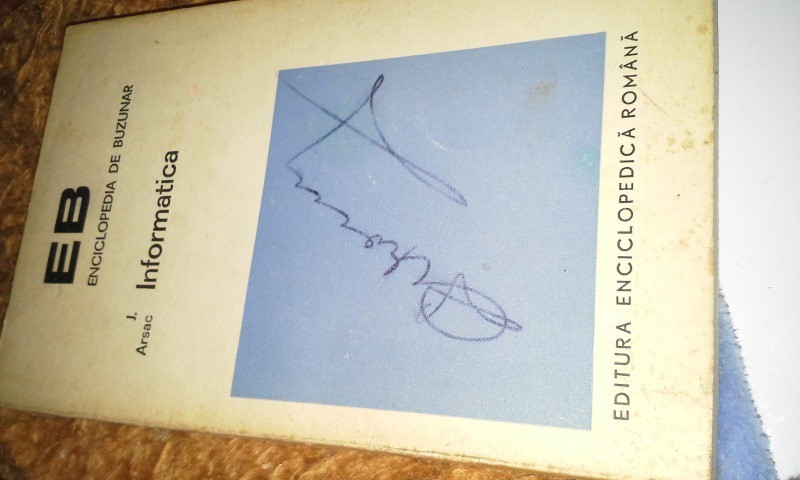 EB
ENCICLOPEDIA DE BUZUNAR
J.
Arsac
Informatica
EDITURA ENCICLOPEDICĂ ROMÂNĂ